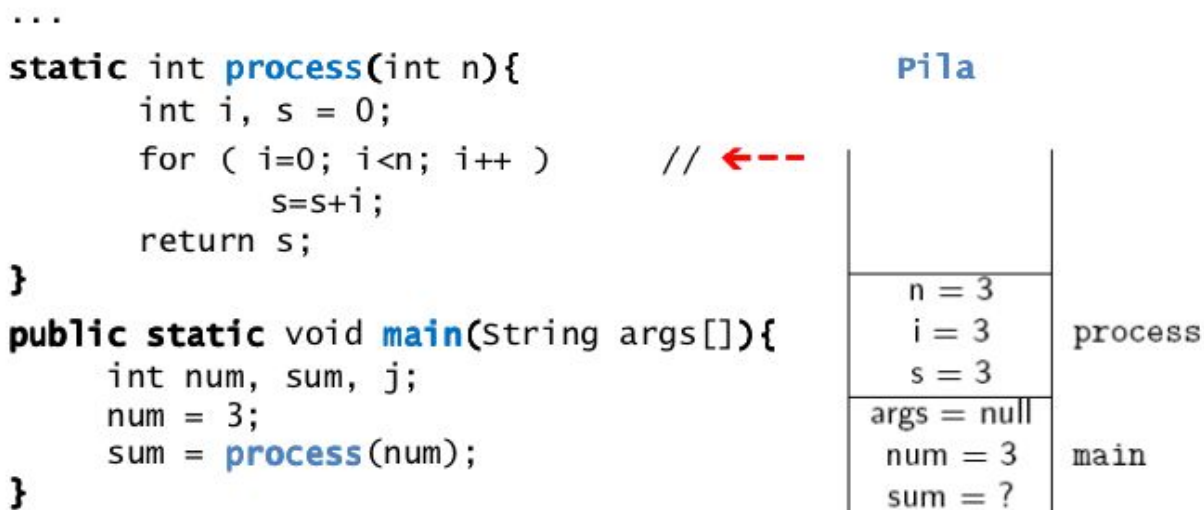 ...
static int process(int n){
Pila
int i, s = 0;
for ( i=0; i<n; i++ ) //
s=s+i;
return s;
}
n = 3
i = 3
process
s = 3
public static void main(String args[]){
int num, sum, j;
num = 3;
sum = process(num);
}
args = null
num = 3
main
sum = ?